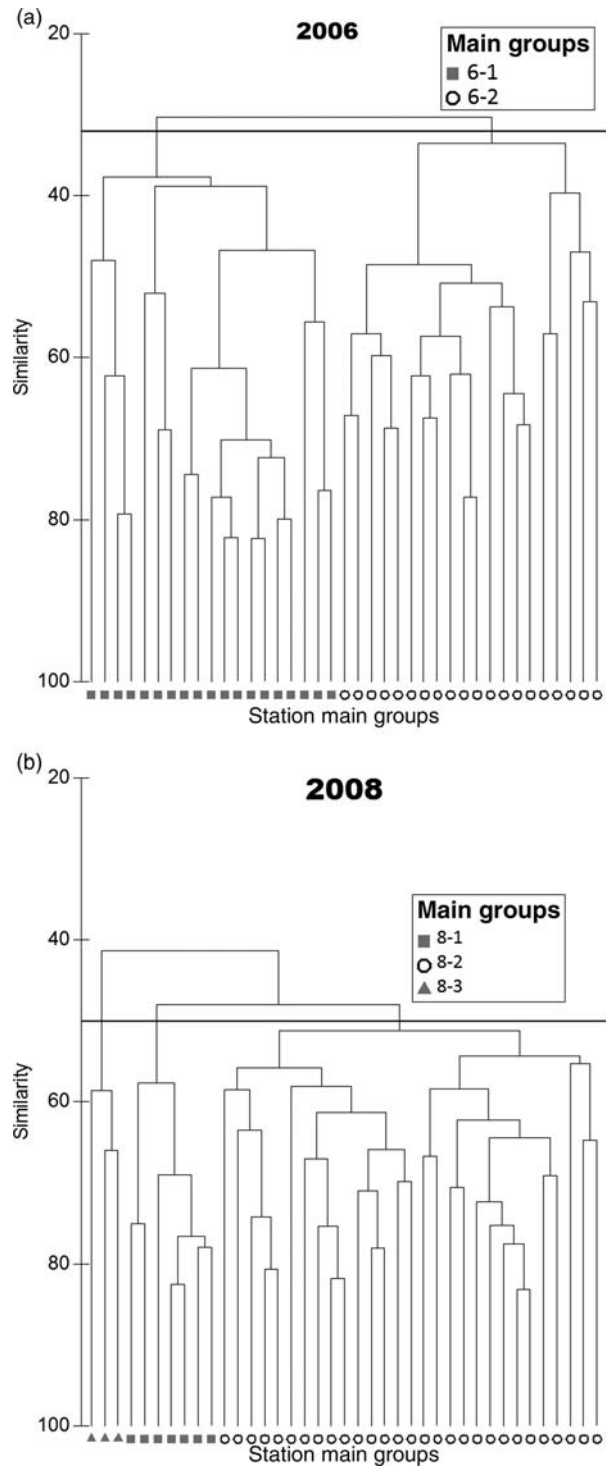 (a)
2006
Main groups
6-1
6-2
20
40
60
80
100
Similarity
Station main groups
(b)
2008
Main groups
8-1
8-2
8-3
20
40
60
80
100
Similarity
Station main groups